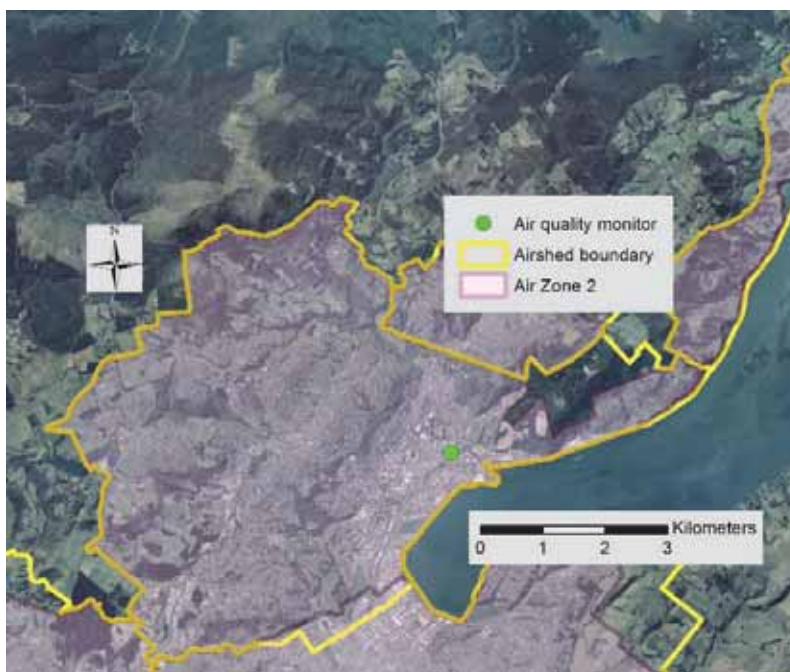 N
Air quality monitor
Airshed boundary
Air Zone 2
Kilometers
0 1 2 3